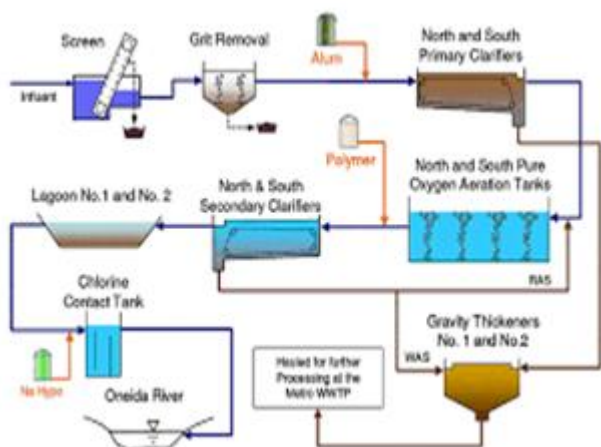 Screen
Grit Removal
Alum
North and South
Primary Clarifiers
Influant
Polymer
North and South Pure
Oxygen Aeration Tanks
Lagoon No.1 and No. 2
North & South
Secondary Clarifiers
RAS
Chlorine
Contact Tank
Gravity Thickeners
No. 1 and No.2
WAS
Na Hypo
Hauled for further
Processing at the
Metro WWTP
Oneida River